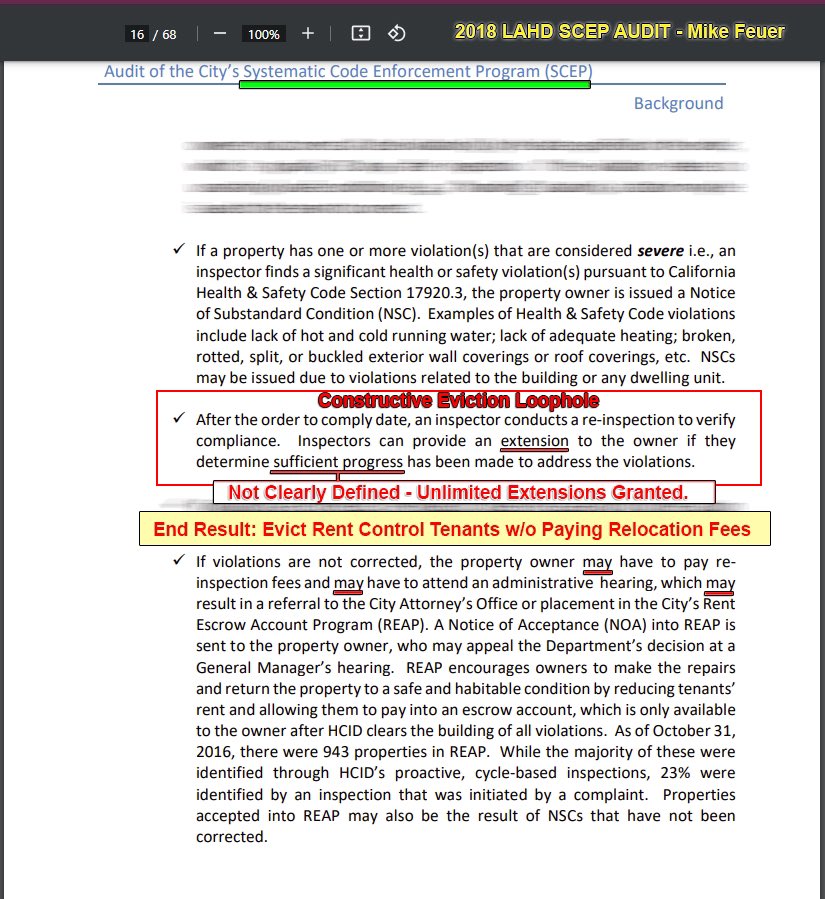 16 / 68 — 100% +
2018 LAHD SCEP AUDIT - Mike Feuer
Audit of the City's Systematic Code Enforcement Program (SCEP)
Background
✓ If a property has one or more violation(s) that are considered severe i.e., an
inspector finds a significant health or safety violation(s) pursuant to California
Health & Safety Code Section 17920.3, the property owner is issued a Notice
of Substandard Condition (NSC). Examples of Health & Safety Code violations
include lack of hot and cold running water; lack of adequate heating; broken,
rotted, split, or buckled exterior wall coverings or roof coverings, etc. NSCs
may be issued due to violations related to the building or any dwelling unit.
Constructive Eviction Loophole
✓ After the order to comply date, an inspector conducts a re-inspection to verify
compliance. Inspectors can provide an extension to the owner if they
determine sufficient progress has been made to address the violations.
Not Clearly Defined - Unlimited Extensions Granted.
End Result: Evict Rent Control Tenants w/o Paying Relocation Fees
✓ If violations are not corrected, the property owner may have to pay re-
inspection fees and may have to attend an administrative hearing, which may
result in a referral to the City Attorney's Office or placement in the City's Rent
Escrow Account Program (REAP). A Notice of Acceptance (NOA) into REAP is
sent to the property owner, who may appeal the Department's decision at a
General Manager's hearing. REAP encourages owners to make the repairs
and return the property to a safe and habitable condition by reducing tenants'
rent and allowing them to pay into an escrow account, which is only available
to the owner after HCID clears the building of all violations. As of October 31,
2016, there were 943 properties in REAP. While the majority of these were
identified through HCID's proactive, cycle-based inspections, 23% were
identified by an inspection that was initiated by a complaint. Properties
accepted into REAP may also be the result of NSCs that have not been
corrected.